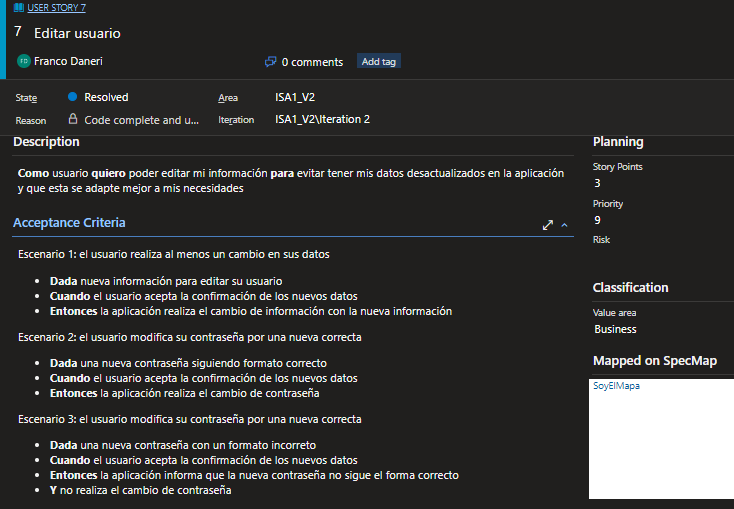 USER STORY 7
7 Editar usuario
FD Franco Daneri
0 comments
Add tag
State Resolved
Area ISA1_V2
Reason Code complete and u...
Iteration ISA1_V2\Iteration 2
Description
Como usuario quiero poder editar mi información para evitar tener mis datos desactualizados en la aplicación
y que esta se adapte mejor a mis necesidades
Acceptance Criteria
Escenario 1: el usuario realiza al menos un cambio en sus datos
• Dada nueva información para editar su usuario
• Cuando el usuario acepta la confirmación de los nuevos datos
• Entonces la aplicación realiza el cambio de información con la nueva información
Escenario 2: el usuario modifica su contraseña por una nueva correcta
• Dada una nueva contraseña siguiendo formato correcto
• Cuando el usuario acepta la confirmación de los nuevos datos
• Entonces la aplicación realiza el cambio de contraseña
Escenario 3: el usuario modifica su contraseña por una nueva correcta
• Dada una nueva contraseña con un formato incorreto
• Cuando el usuario acepta la confirmación de los nuevos datos
• Entonces la aplicación informa que la nueva contraseña no sigue el forma correcto
• Y no realiza el cambio de contraseña
Planning
Story Points
3
Priority
9
Risk
Classification
Value area
Business
Mapped on SpecMap
SoyElMapa